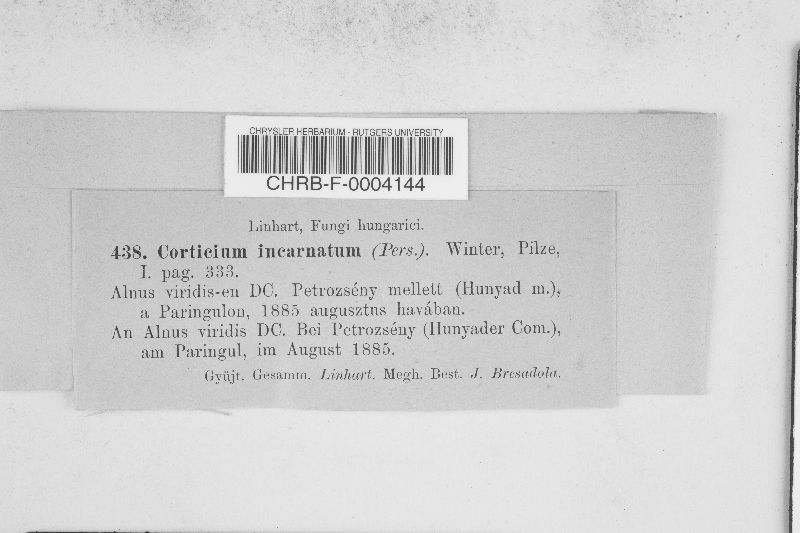 CHRYSLER HERBARIUM - RUTGERS UNIVERSITY
CHRB-F-0004144
Linhart, Fungi hungarici.
438. Corticium incarnatum (Pers.). Winter, Pilze,
I. pag. 333.
Alnus viridis-en DC. Petrozsény mellett (Hunyad m.),
a Paringulon, 1885 augusztus havában.
An Alnus viridis DC. Bei Petrozsény (Hunyader Com.),
am Paringul, im August 1885.
Gyüjt. Gesamm. Linhart. Megh. Best. J. Bresadola.